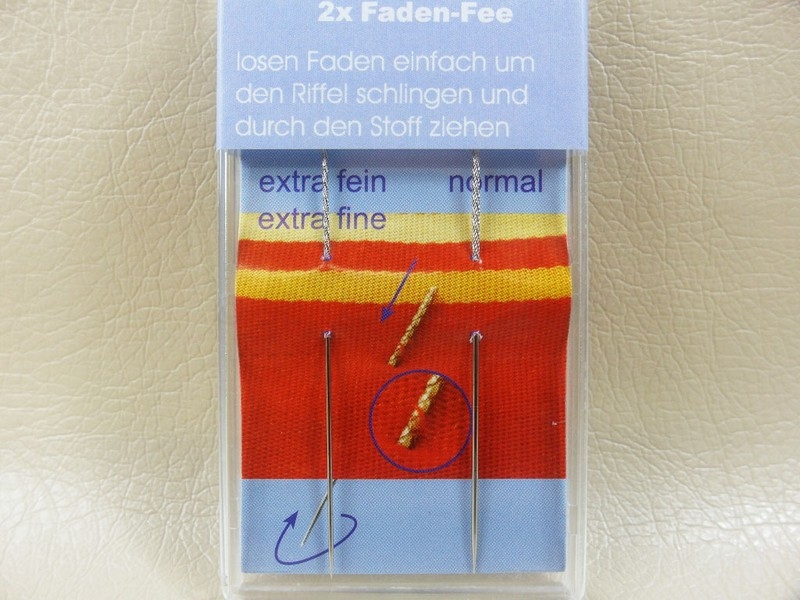 2x Faden-Fee
losen Faden einfach um
den Riffel schlingen und
durch den Stoff ziehen
extra fein normal
extra fine